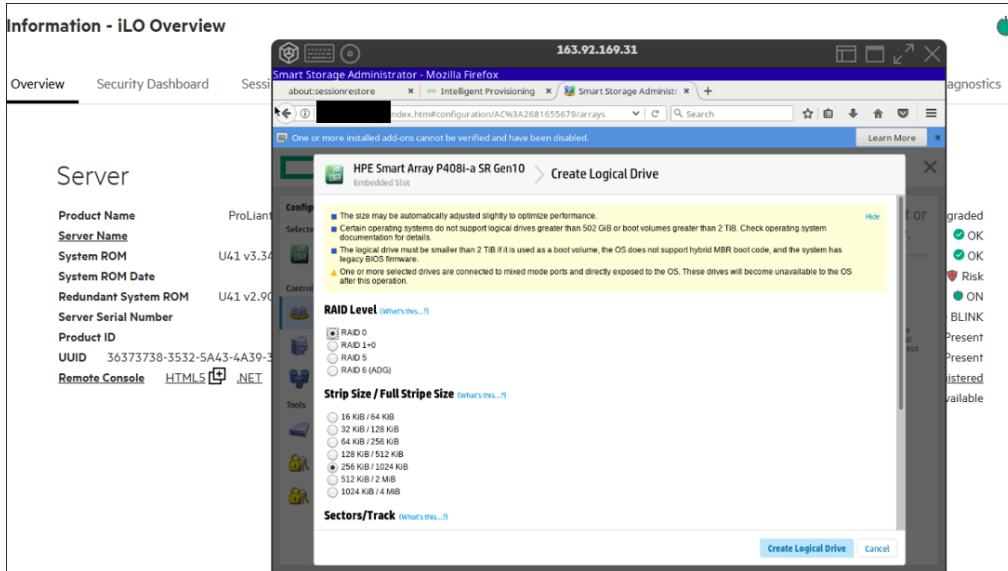 Information - iLO Overview
163.92.169.31
Overview
Security Dashboard
Sessi
agnostics
Smart Storage Administrator - Mozilla Firefox
about:sessionrestore
Intelligent Provisioning
Smart Storage Administr
ndex.htm#configuration/AC%3A2681655679/arrays
Search
One or more installed add-ons cannot be verified and have been disabled.
Learn More
Server
HPE Smart Array P408i-a SR Gen10
Embedded Slot
Create Logical Drive
Product Name ProLiant
Server Name
System ROM U41 v3.34
System ROM Date
Redundant System ROM U41 v2.90
Server Serial Number
Product ID
UUID 36373738-3532-5A43-4A39-3
Remote Console HTML5 .NET
Config
Selecte
Control
Tools
The size may be automatically adjusted slightly to optimize performance.
Hide
Certain operating systems do not support logical drives greater than 502 GiB or boot volumes greater than 2 TiB. Check operating system
documentation for details.
The logical drive must be smaller than 2 TiB if it is used as a boot volume, the OS does not support hybrid MBR boot code, and the system has
legacy BIOS firmware.
One or more selected drives are connected to mixed mode ports and directly exposed to the OS. These drives will become unavailable to the OS
after this operation.
RAID Level (What's this...?)
RAID 0
RAID 1+0
RAID 5
RAID 6 (ADG)
Strip Size / Full Stripe Size (What's this...?)
16 KiB / 64 KiB
32 KiB / 128 KiB
64 KiB / 256 KiB
128 KiB / 512 KiB
256 KiB / 1024 KiB
512 KiB / 2 MiB
1024 KiB / 4 MiB
Sectors/Track (What's this...?)
Create Logical Drive
Cancel
graded
OK
OK
Risk
ON
BLINK
Present
Present
istered
vailable